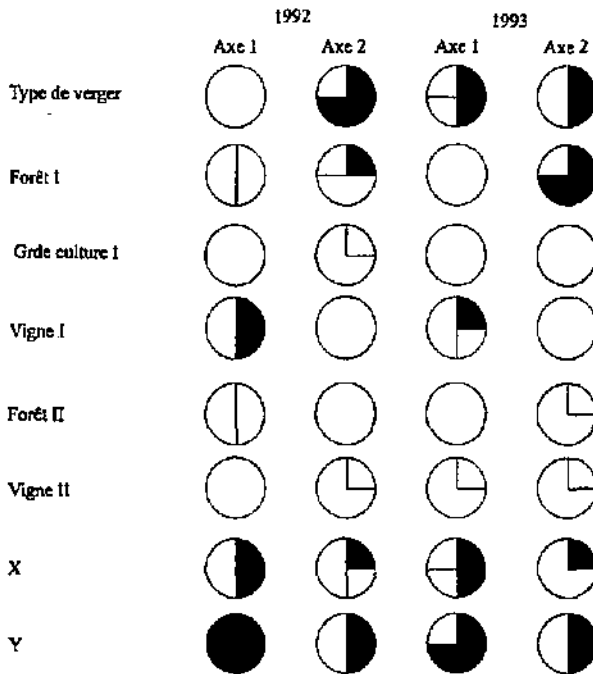 1992 1993
Axe 1 Axe 2 Axe 1 Axe 2
Type de verger
Forêt I
Grde culture I
Vigne I
Forêt II
Vigne II
X
Y